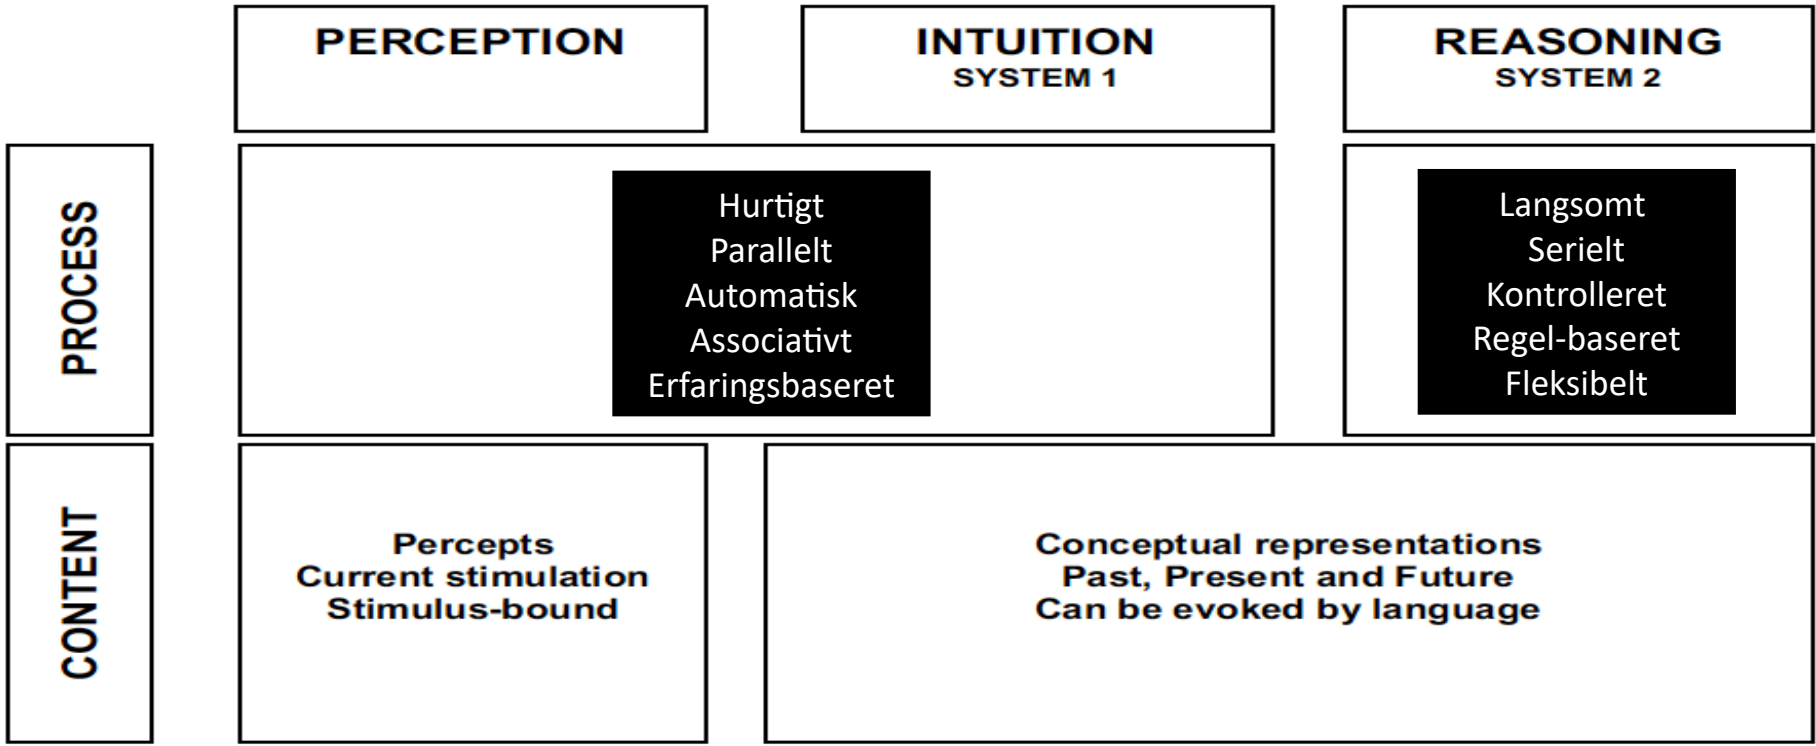 PERCEPTION
INTUITION
SYSTEM 1
REASONING
SYSTEM 2
PROCESS
Hurtigt
Parallelt
Automatisk
Associativt
Erfaringsbaseret
Langsomt
Serielt
Kontrolleret
Regel-baseret
Fleksibelt
CONTENT
Percepts
Current stimulation
Stimulus-bound
Conceptual representations
Past, Present and Future
Can be evoked by language